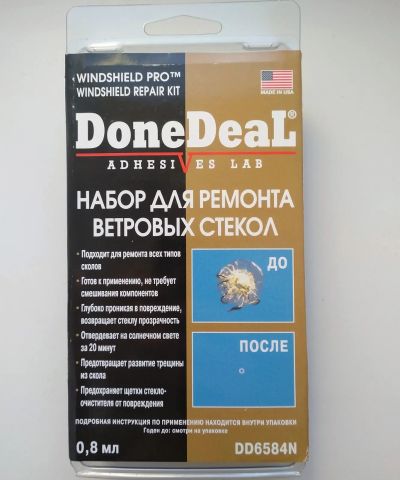 WINDSHIELD PRO™
WINDSHIELD REPAIR KIT
MADE IN USA
DoneDeaL®
ADHESIVES LAB
НАБОР ДЛЯ РЕМОНТА
ВЕТРОВЫХ СТЕКОЛ
• Подходит для ремонта всех типов
сколов
• Готов к применению, не требует
смешивания компонентов
• Глубоко проникая в повреждение,
возвращает стеклу прозрачность
• Отвердевает на солнечном свете
за 20 минут
• Предотвращает развитие трещины
из скола
• Предохраняет щетки стекло-
очистителя от повреждения
ДО
ПОСЛЕ
ПОДРОБНАЯ ИНСТРУКЦИЯ ПО ПРИМЕНЕНИЮ НАХОДИТСЯ ВНУТРИ УПАКОВКИ
Годен до: смотри на упаковке
0,8 мл
DD6584N